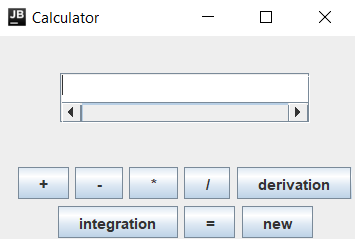 JB Calculator
+ - * / derivation
integration = new